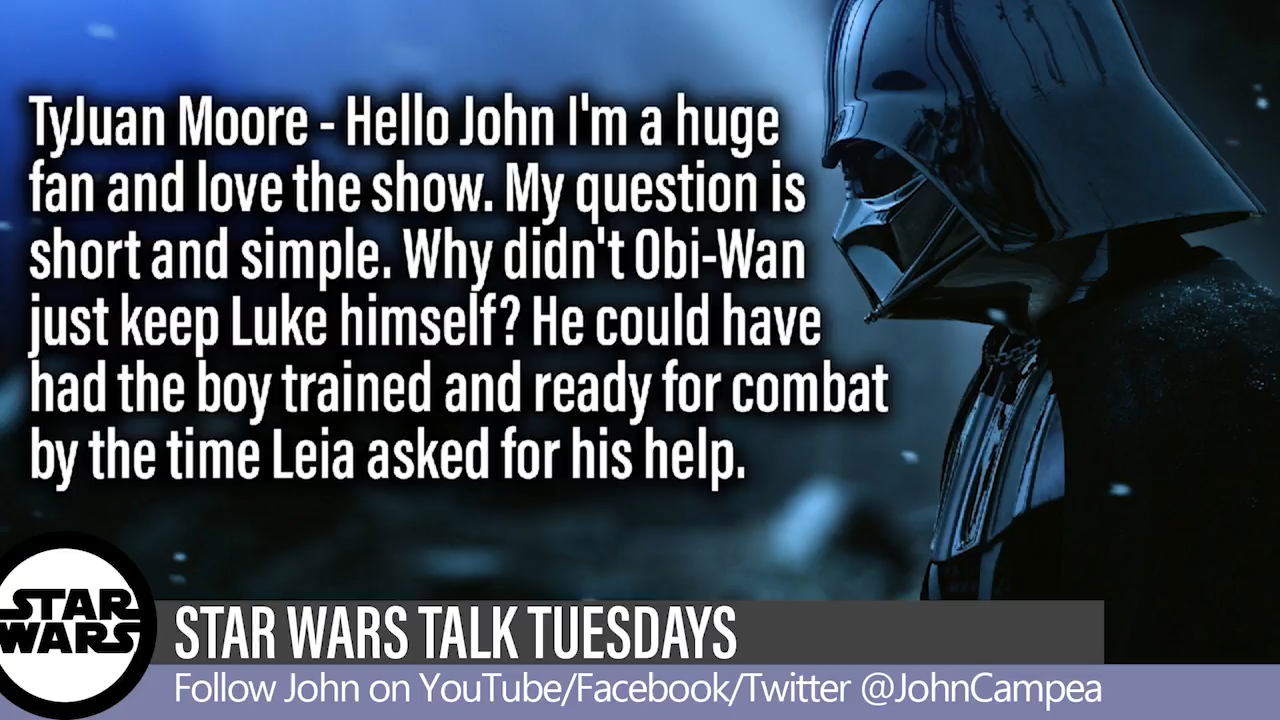 TyJuan Moore - Hello John I'm a huge
fan and love the show. My question is
short and simple. Why didn't Obi-Wan
just keep Luke himself? He could have
had the boy trained and ready for combat
by the time Leia asked for his help.
STAR
WARS
STAR WARS TALK TUESDAYS
Follow John on YouTube/Facebook/Twitter @JohnCampea